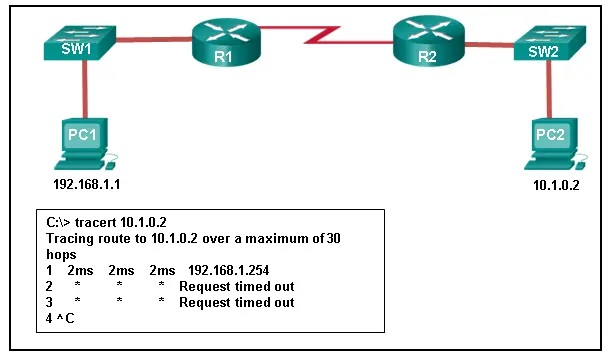 SW1
R1
R2
SW2
PC1
PC2
192.168.1.1
10.1.0.2
C:\> tracert 10.1.0.2
Tracing route to 10.1.0.2 over a maximum of 30
hops
1 2ms 2ms 2ms 192.168.1.254
2 * * * Request timed out
3 * * * Request timed out
4 ^C